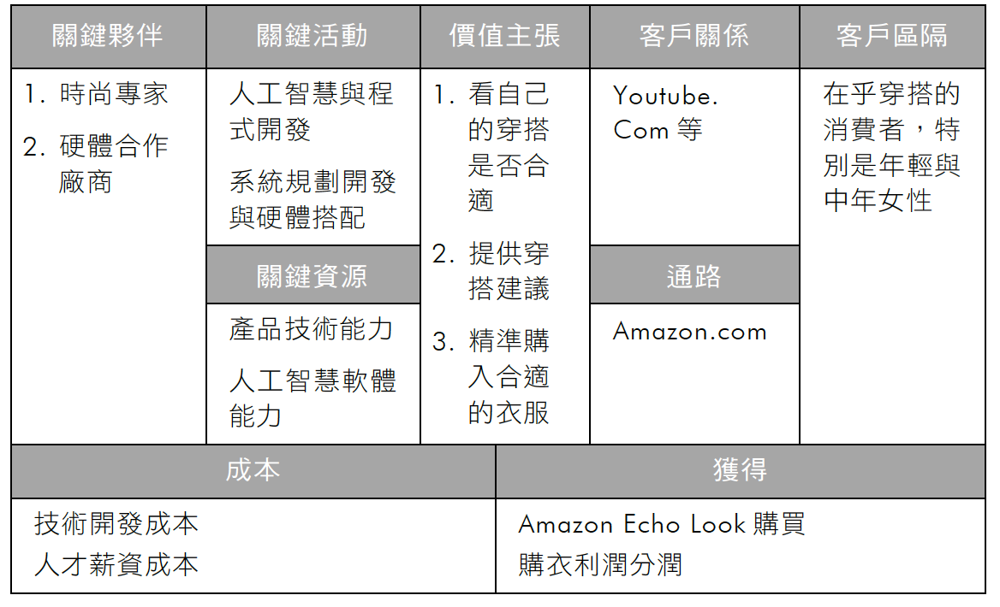 關鍵夥伴
1. 時尚專家
2. 硬體合作
廠商
關鍵活動
人工智慧與程
式開發
系統規劃開發
與硬體搭配
關鍵資源
產品技術能力
人工智慧軟體
能力
價值主張
1. 看自己
的穿搭
是否合
適
2. 提供穿
搭建議
3. 精準購
入合適
的衣服
客戶關係
Youtube.
Com 等
通路
Amazon.com
客戶區隔
在乎穿搭的
消費者，特
別是年輕與
中年女性
成本
技術開發成本
人才薪資成本
獲得
Amazon Echo Look 購買
購衣利潤分潤